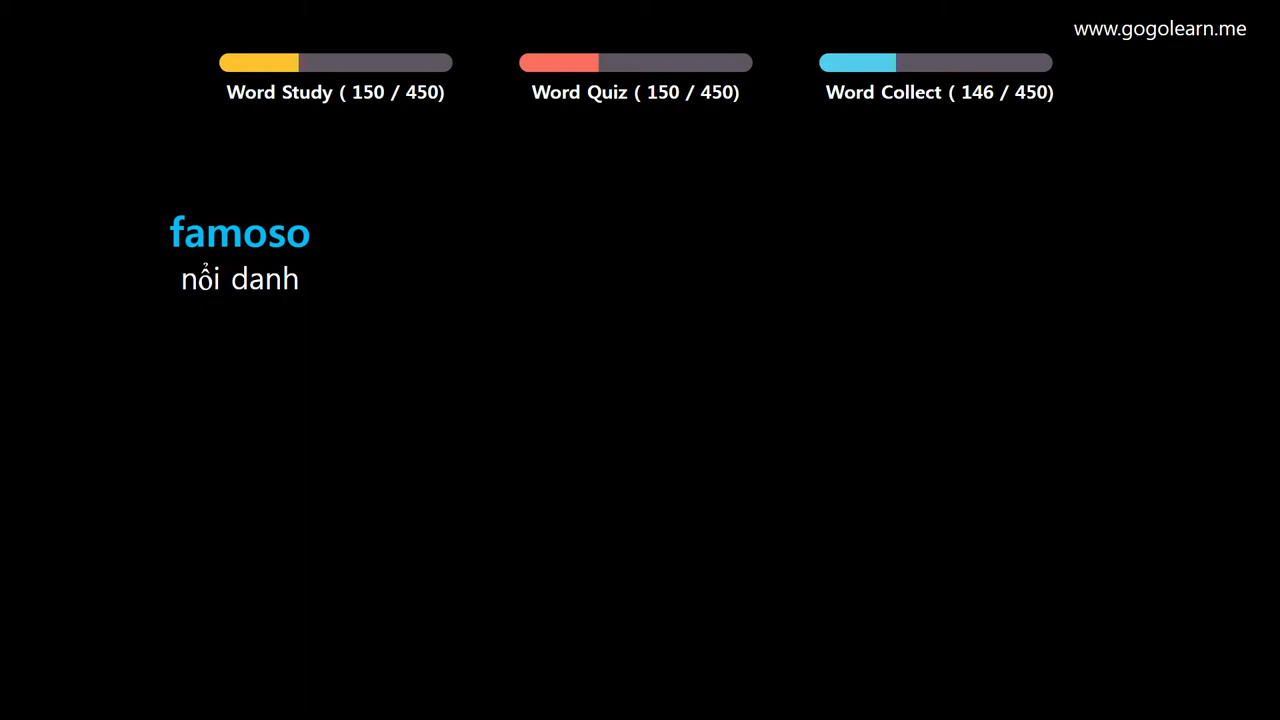 www.gogolearn.me
Word Study ( 150 / 450)
Word Quiz ( 150 / 450)
Word Collect ( 146 / 450)
famoso
nổi danh